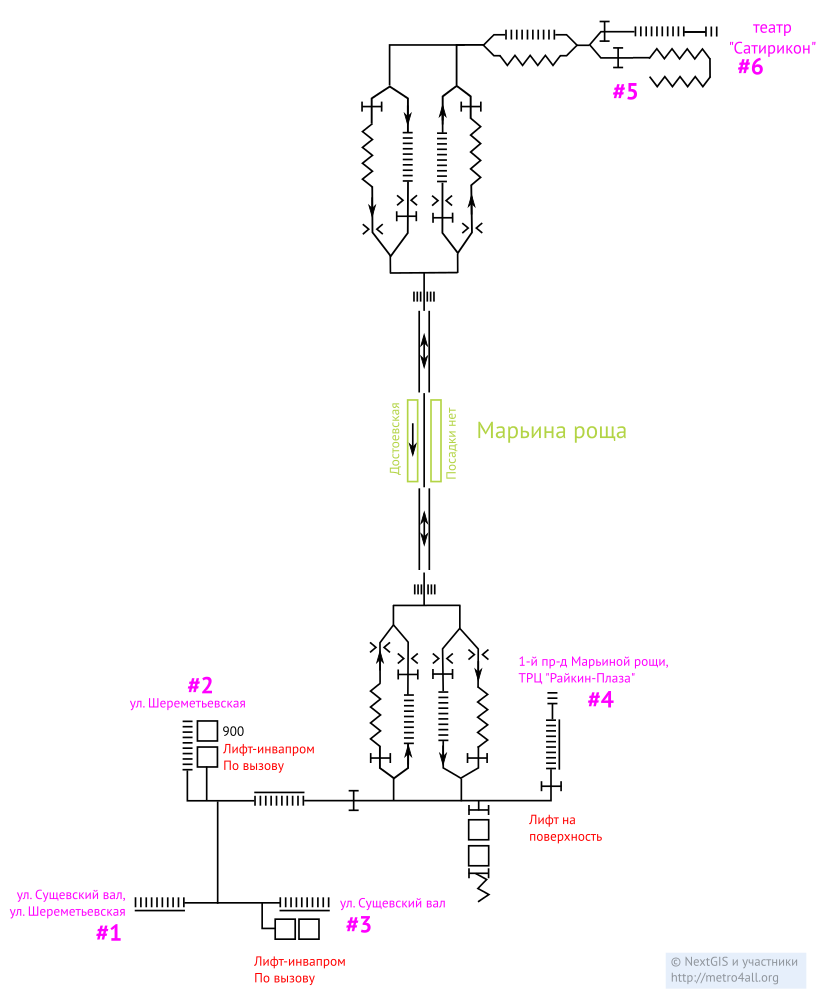 театр
"Сатирикон"
#6
#5
Достоевская
Посадки нет
Марьина роща
1-й пр-д Марьиной рощи,
ТРЦ "Райкин-Плаза"
#4
#2
ул. Шереметьевская
900
Лифт-инвапром
По вызову
Лифт на
поверхность
ул. Сущевский вал,
ул. Шереметьевская
#1
ул. Сущевский вал
#3
Лифт-инвапром
По вызову
© NextGIS и участники
http://metro4all.org